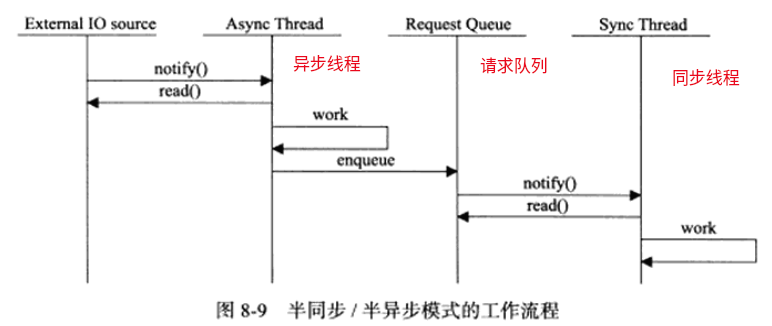 External IO source
Async Thread
Request Queue
Sync Thread
异步线程
请求队列
同步线程
notify()
read()
work
enqueue
notify()
read()
work
图 8-9 半同步 / 半异步模式的工作流程